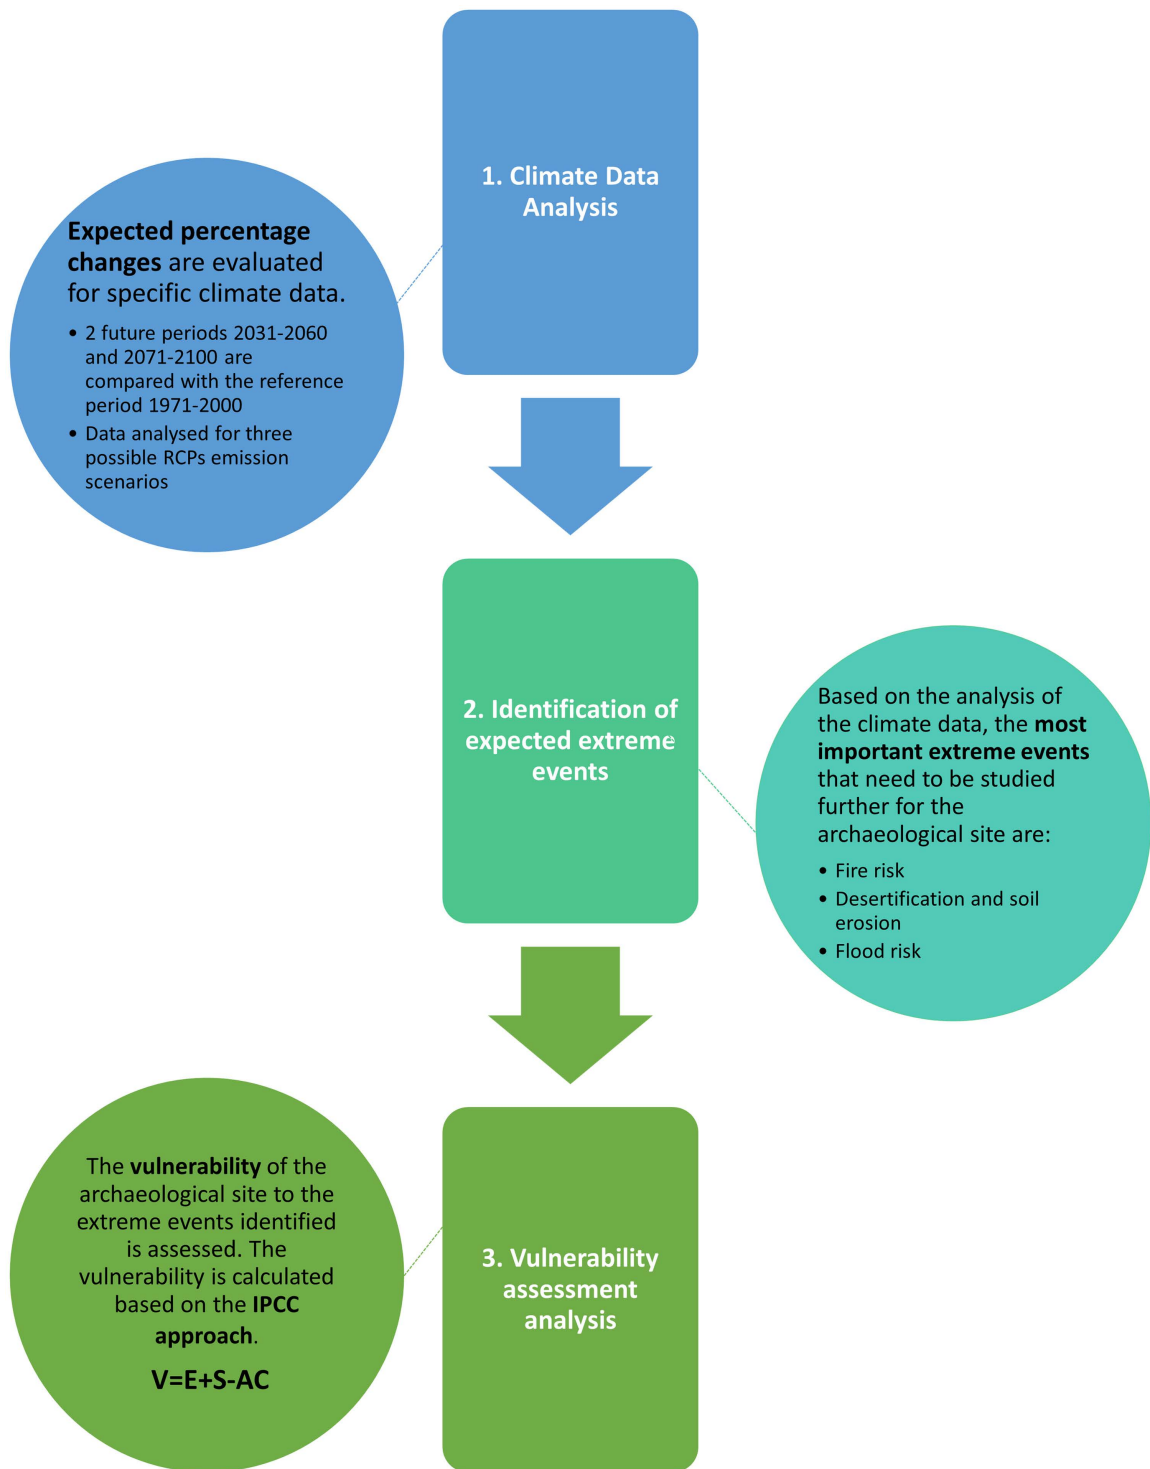 1. Climate Data
Analysis
Expected percentage
changes are evaluated
for specific climate data.
• 2 future periods 2031-2060
and 2071-2100 are
compared with the reference
period 1971-2000
• Data analysed for three
possible RCPs emission
scenarios
2. Identification of
expected extreme
events
Based on the analysis of
the climate data, the most
important extreme events
that need to be studied
further for the
archaeological site are:
• Fire risk
• Desertification and soil
erosion
• Flood risk
The vulnerability of the
archaeological site to the
extreme events identified
is assessed. The
vulnerability is calculated
based on the IPCC
approach.
V=E+S-AC
3. Vulnerability
assessment
analysis